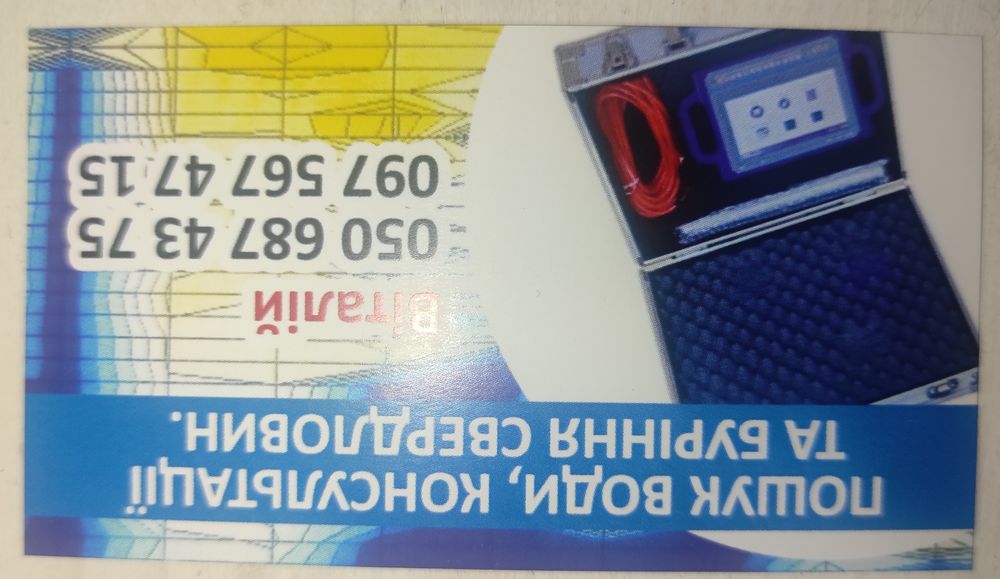 ПОШУК ВОДИ, КОНСУЛЬТАЦІЇ
ТА БУРІННЯ СВЕРДЛОВИН.
Віталій
050 687 43 75
097 567 47 15